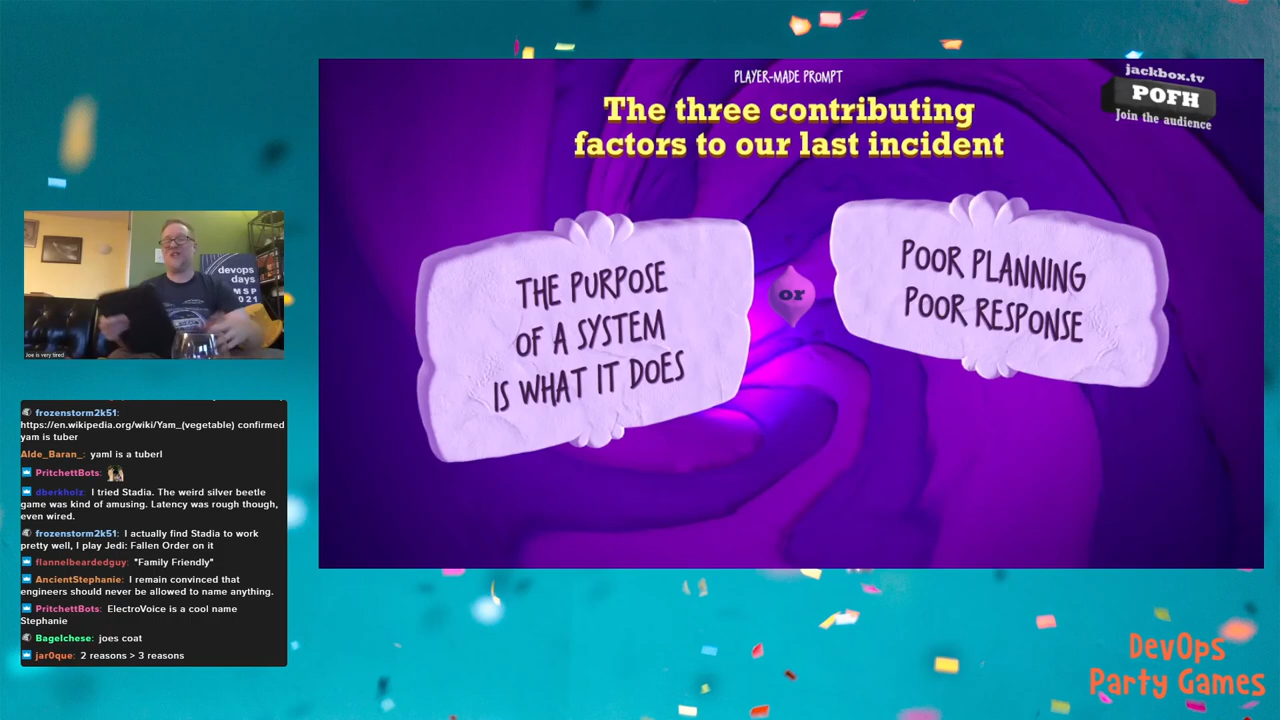 PLAYER-MADE PROMPT
The three contributing
factors to our last incident
jackbox.tv
POFH
Join the audience
THE PURPOSE
OF A SYSTEM
IS WHAT IT DOES
or
POOR PLANNING
POOR RESPONSE
devops
days
MSP
021
Joe is very tired
frozenstorm2k51:
https://en.wikipedia.org/wiki/Yam_(vegetable) confirmed
yam is tuber
Alde_Baran_: yaml is a tuberl
PritchettBots:
dberkholz: I tried Stadia. The weird silver beetle
game was kind of amusing. Latency was rough though,
even wired.
frozenstorm2k51: I actually find Stadia to work
pretty well, I play Jedi: Fallen Order on it
flannelbeardedguy: "Family Friendly"
AncientStephanie: I remain convinced that
engineers should never be allowed to name anything.
PritchettBots: ElectroVoice is a cool name
Stephanie
Bagelchese: joes coat
jar0que: 2 reasons > 3 reasons
DevOps
Party Games